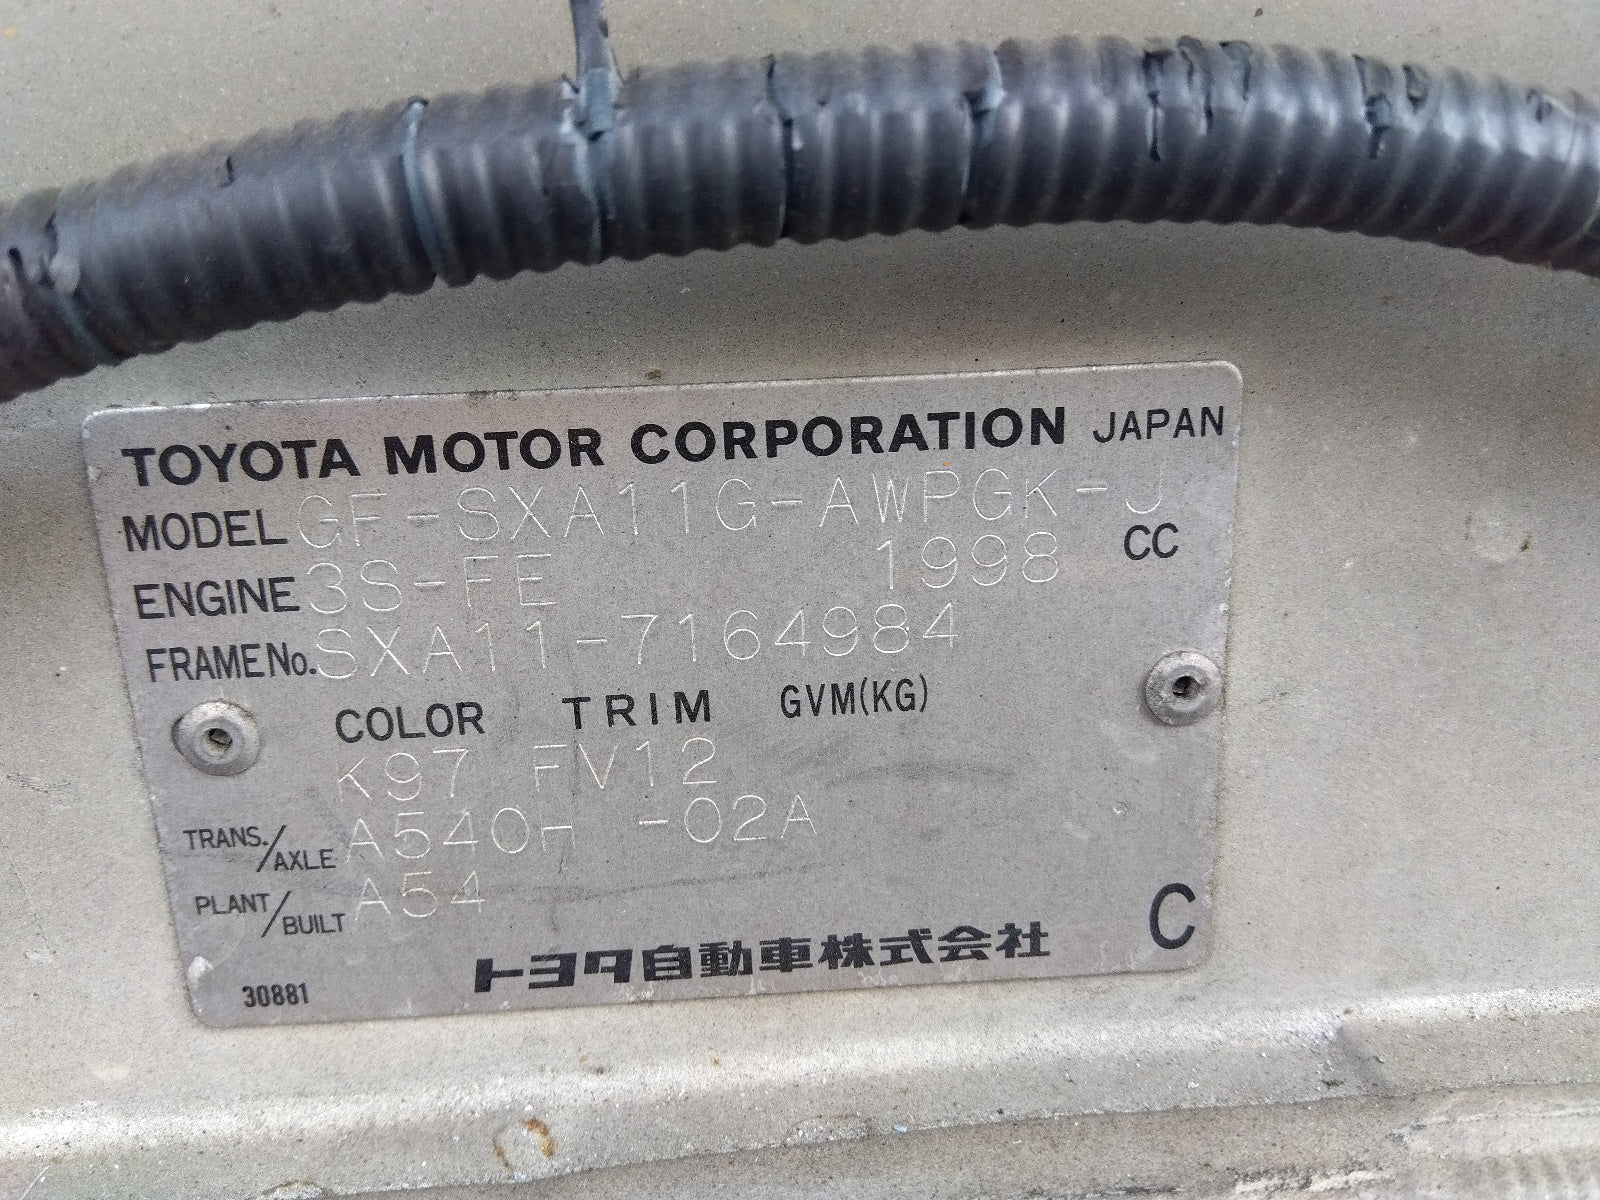 TOYOTA MOTOR CORPORATION JAPAN
MODEL GF-SXA11G-AWPGK-J
ENGINE 3S-FE 1998 CC
FRAME No. SXA11-7164984
COLOR TRIM GVM(KG)
K97 FV12
TRANS./AXLE A540H -02A
PLANT/BUILT A54
C
トヨタ自動車株式会社
30881